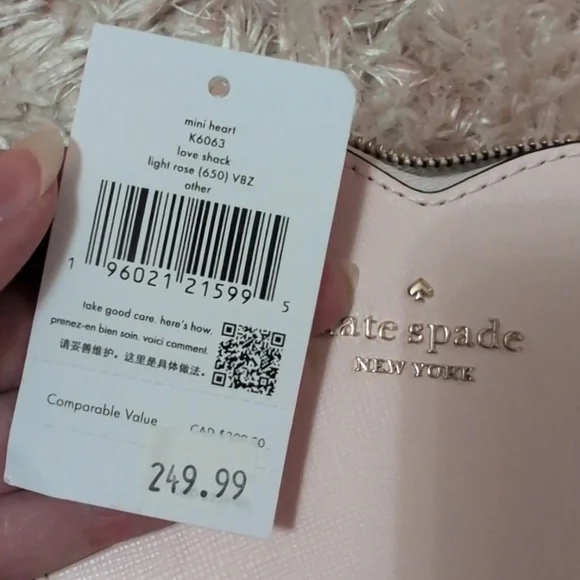 mini heart
K6063
love shack
light rose (650) V8Z
other
1 96021 21599 5
take good care. here's how.
prenez-en bien soin. voici comment.
请妥善维护。这里是具体做法。
Comparable Value CAD
249.99
kate spade
NEW YORK